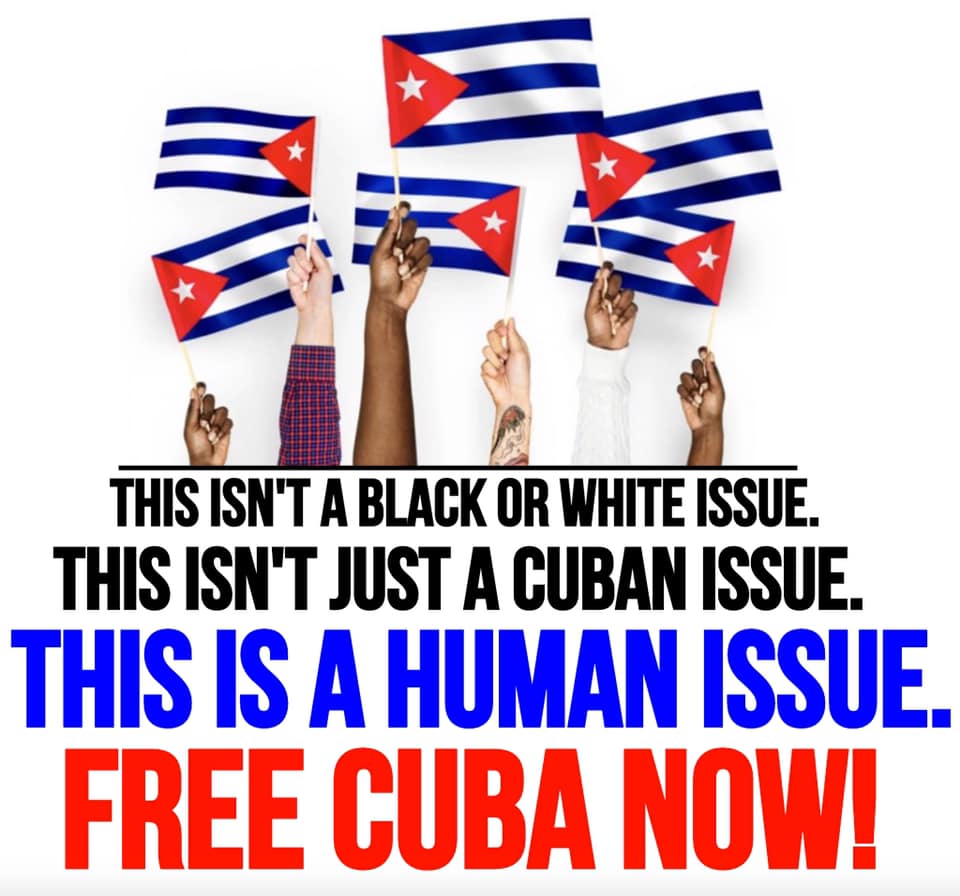 THIS ISN'T A BLACK OR WHITE ISSUE.
THIS ISN'T JUST A CUBAN ISSUE.
THIS IS A HUMAN ISSUE.
FREE CUBA NOW!